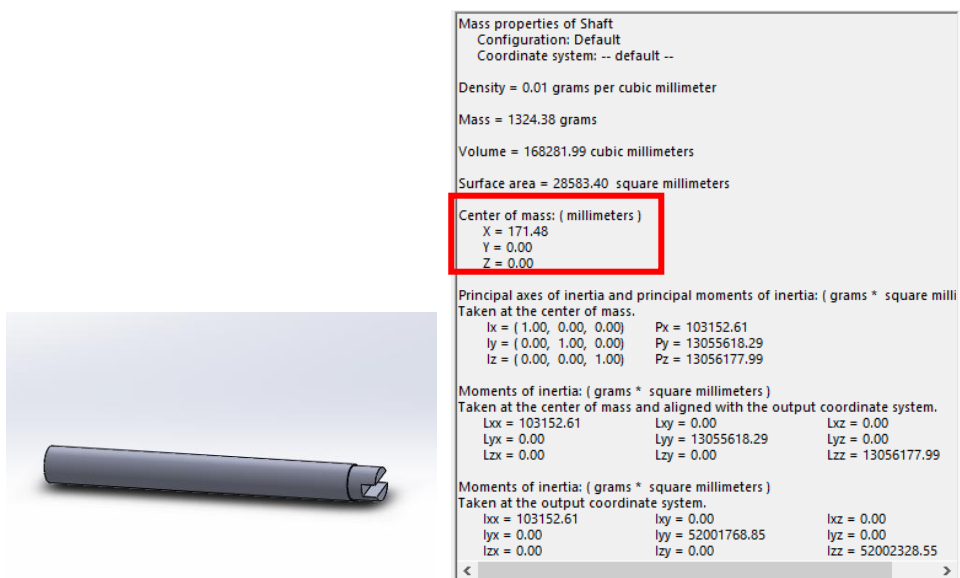 Mass properties of Shaft
Configuration: Default
Coordinate system: -- default --
Density = 0.01 grams per cubic millimeter
Mass = 1324.38 grams
Volume = 168281.99 cubic millimeters
Surface area = 28583.40 square millimeters
Center of mass: ( millimeters )
X = 171.48
Y = 0.00
Z = 0.00
Principal axes of inertia and principal moments of inertia: ( grams * square milli
Taken at the center of mass.
Ix = ( 1.00, 0.00, 0.00) Px = 103152.61
Iy = ( 0.00, 1.00, 0.00) Py = 13055618.29
Iz = ( 0.00, 0.00, 1.00) Pz = 13056177.99
Moments of inertia: ( grams * square millimeters )
Taken at the center of mass and aligned with the output coordinate system.
Lxx = 103152.61 Lxy = 0.00 Lxz = 0.00
Lyx = 0.00 Lyy = 13055618.29 Lyz = 0.00
Lzx = 0.00 Lzy = 0.00 Lzz = 13056177.99
Moments of inertia: ( grams * square millimeters )
Taken at the output coordinate system.
Ixx = 103152.61 Ixy = 0.00 Ixz = 0.00
Iyx = 0.00 Iyy = 52001768.85 Iyz = 0.00
Izx = 0.00 Izy = 0.00 Izz = 52002328.55